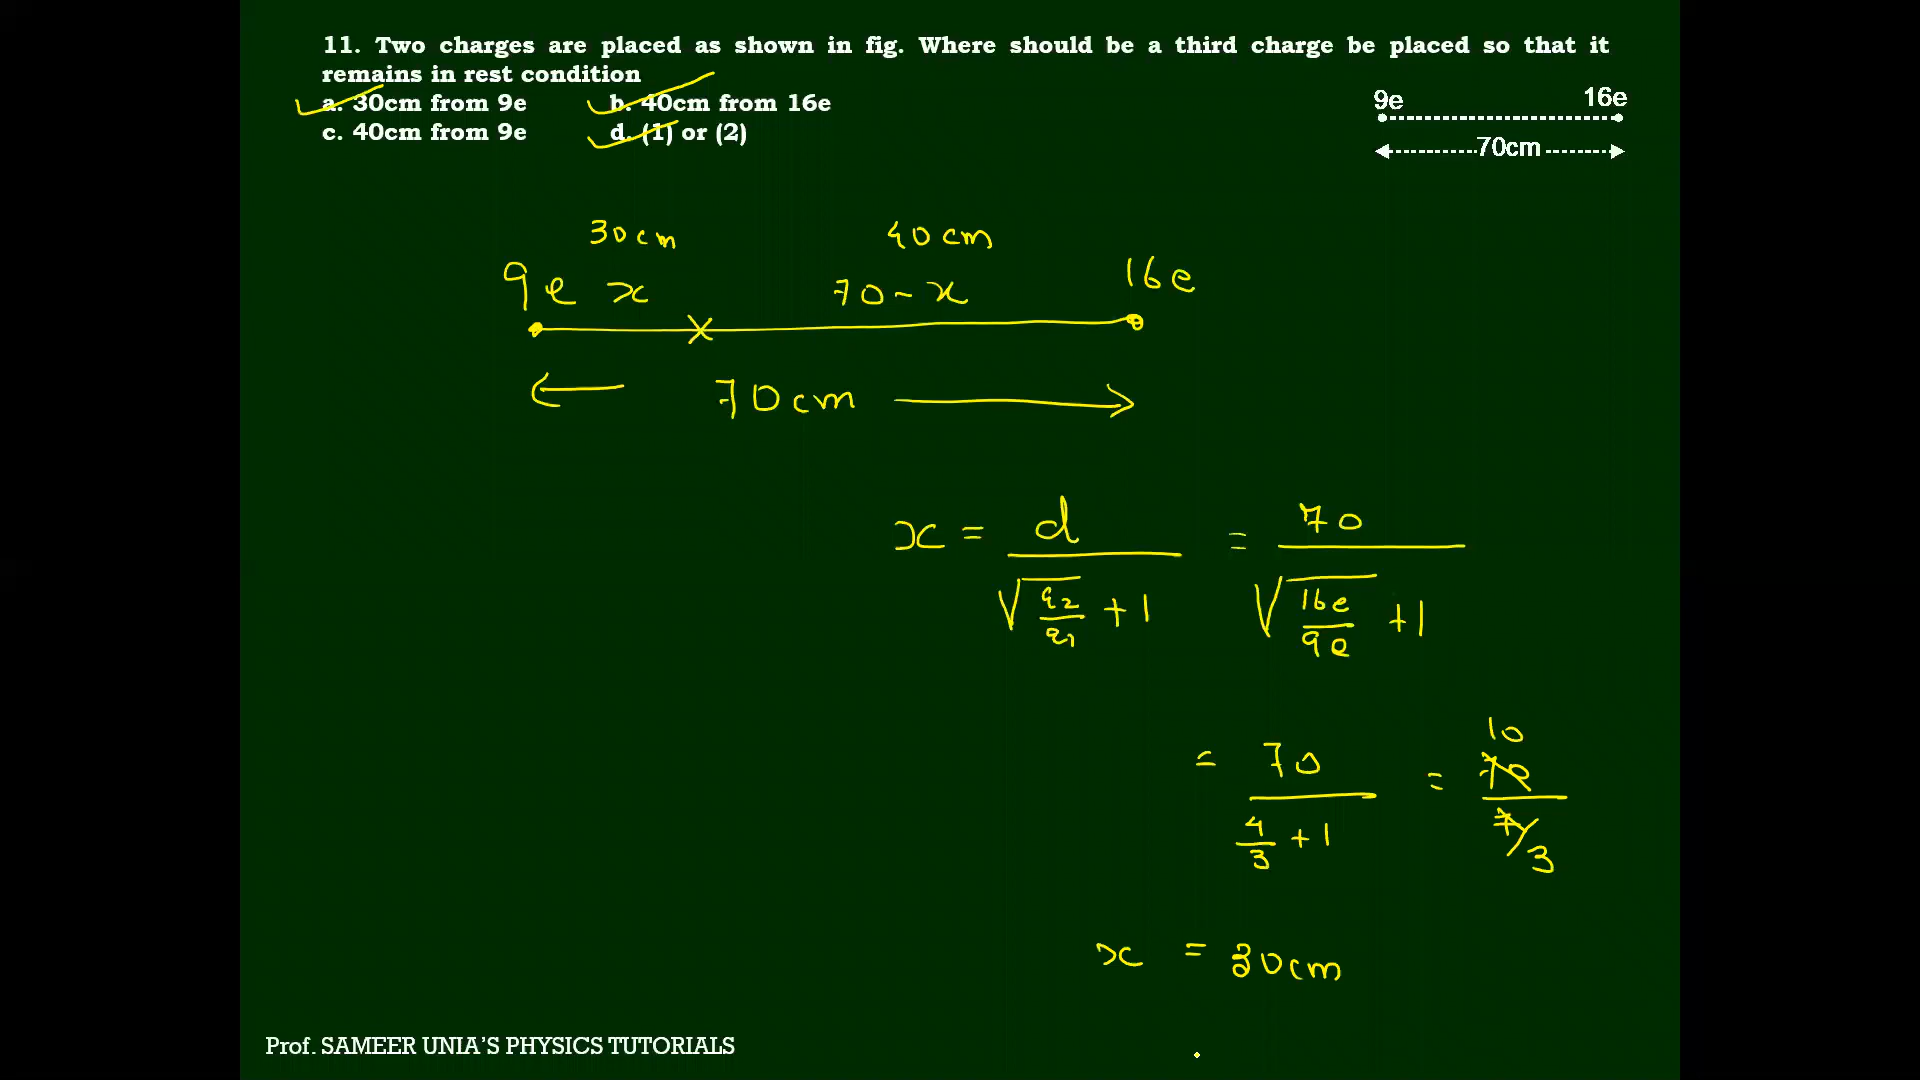 11. Two charges are placed as shown in fig. Where should be a third charge be placed so that it
remains in rest condition
a. 30cm from 9e b. 40cm from 16e
c. 40cm from 9e d. (1) or (2)
9e 16e
70cm
30cm 40cm
9e x 70-x 16e
70cm
x = d / √(q2/q1) + 1 = 70 / √(16e/9e) + 1
= 70 / 4/3 + 1 = 70 / 7/3 10
x = 30cm
Prof. SAMEER UNIA'S PHYSICS TUTORIALS